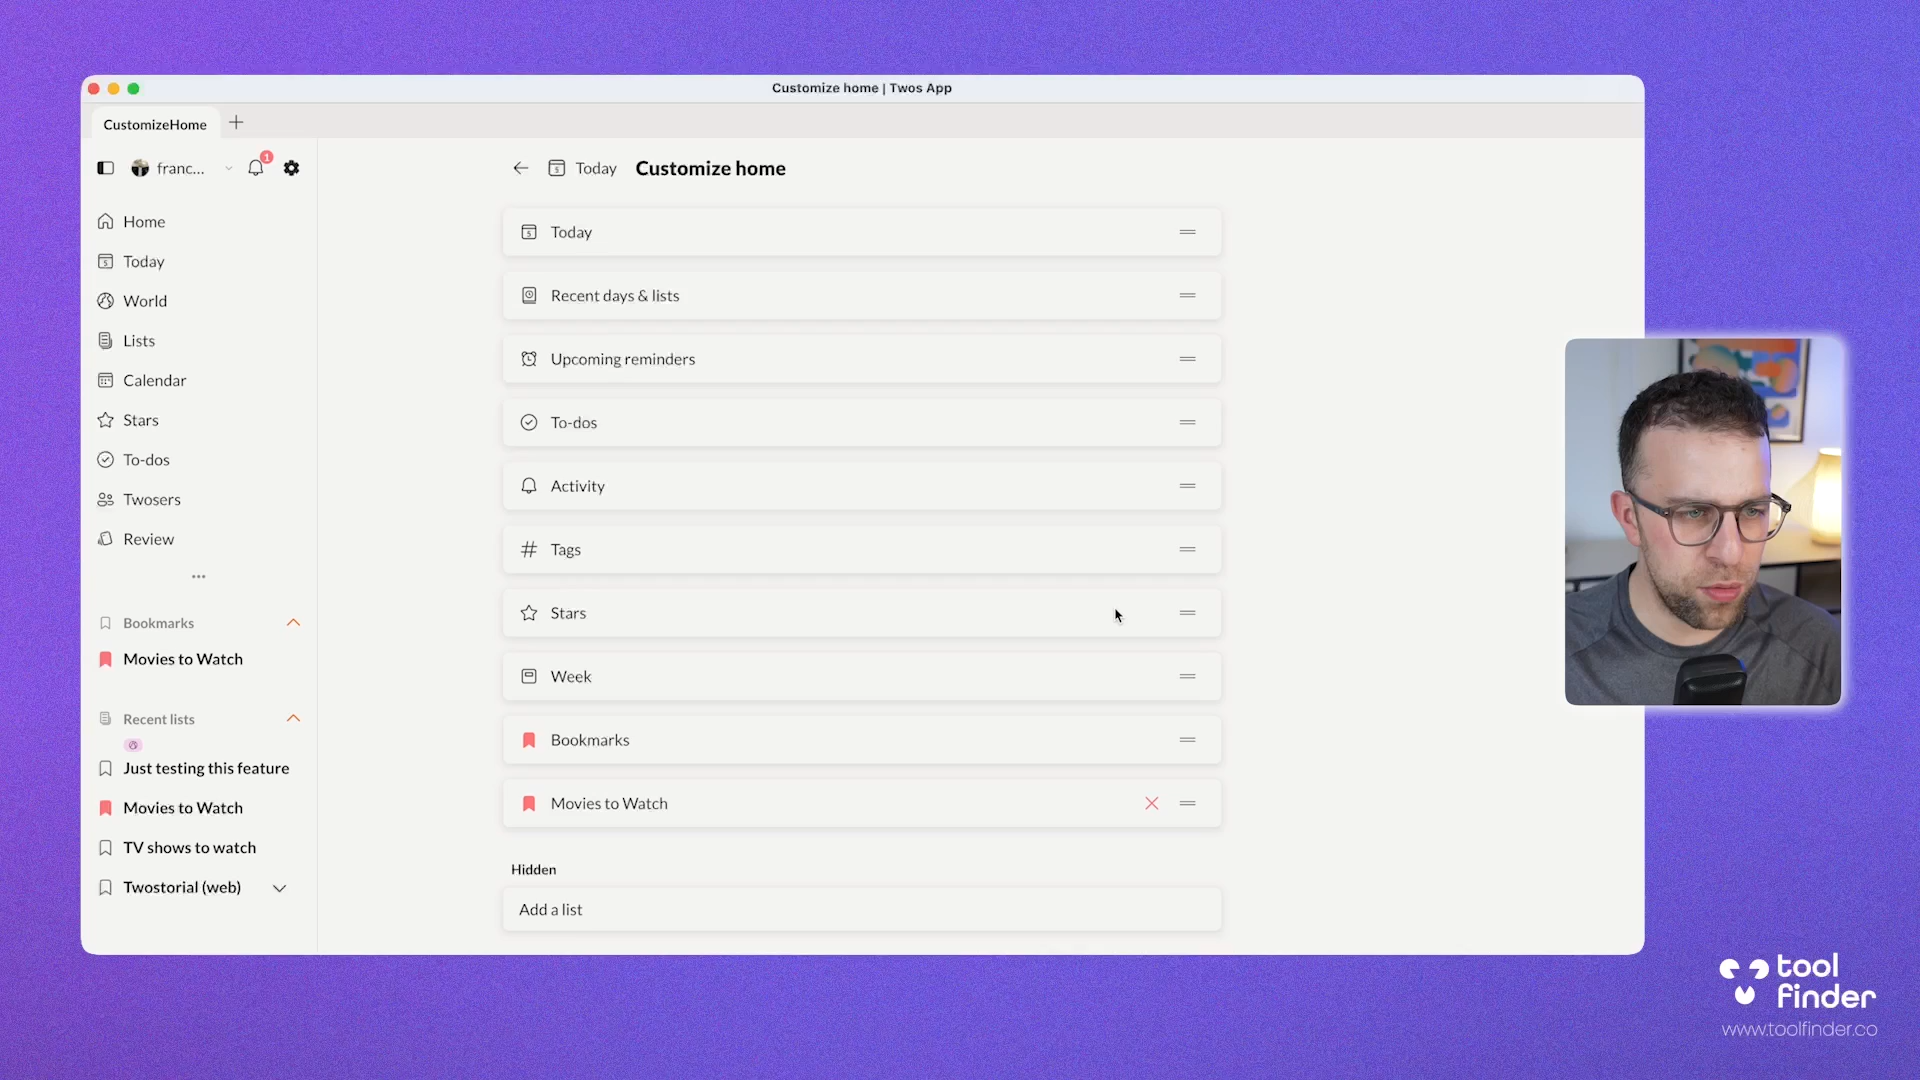 Customize home | Twos App
CustomizeHome
franc...
1
Home
Today
World
Lists
Calendar
Stars
To-dos
Twosers
Review
Bookmarks
Movies to Watch
Recent lists
Just testing this feature
Movies to Watch
TV shows to watch
Twostorial (web)
Today Customize home
Today
Recent days & lists
Upcoming reminders
To-dos
Activity
# Tags
Stars
Week
Bookmarks
Movies to Watch
Hidden
Add a list
tool
finder
www.toolfinder.co